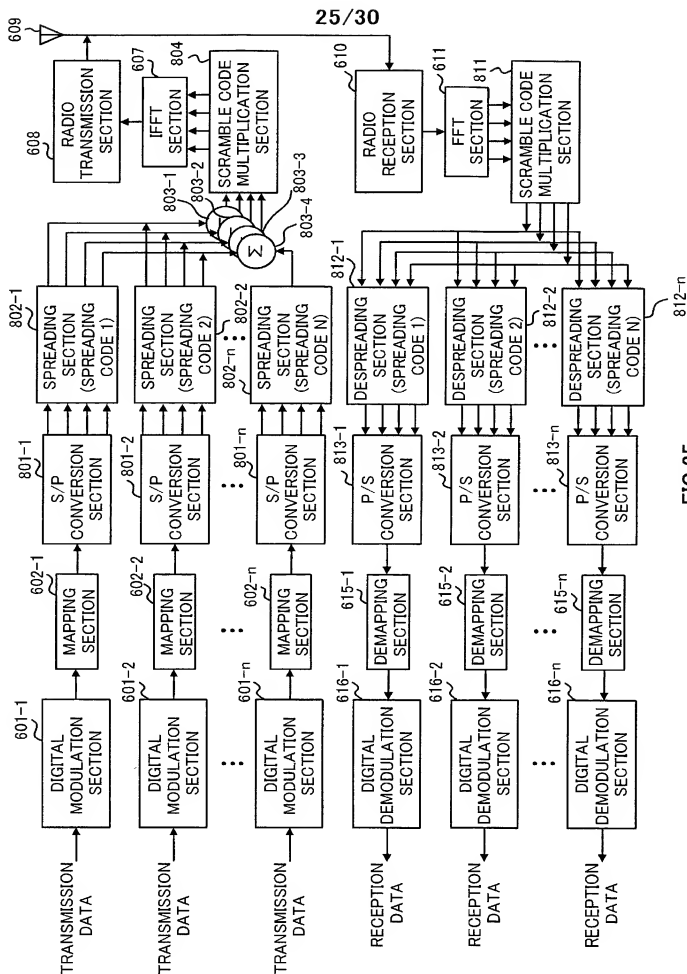 25/30
609
804
607
608
RADIO
TRANSMISSION
SECTION
IFFT
SECTION
SCRAMBLE CODE
MULTIPLICATION
SECTION
803-1
803-2
803-3
803-4
Σ
610
RADIO
RECEPTION
SECTION
611
FFT
SECTION
811
SCRAMBLE CODE
MULTIPLICATION
SECTION
TRANSMISSION
DATA
601-1
DIGITAL
MODULATION
SECTION
602-1
MAPPING
SECTION
801-1
S/P
CONVERSION
SECTION
802-1
SPREADING
SECTION
(SPREADING
CODE 1)
TRANSMISSION
DATA
601-2
DIGITAL
MODULATION
SECTION
602-2
MAPPING
SECTION
801-2
S/P
CONVERSION
SECTION
802-2
SPREADING
SECTION
(SPREADING
CODE 2)
TRANSMISSION
DATA
601-n
DIGITAL
MODULATION
SECTION
602-n
MAPPING
SECTION
801-n
S/P
CONVERSION
SECTION
802-n
SPREADING
SECTION
(SPREADING
CODE N)
RECEPTION
DATA
616-1
DIGITAL
DEMODULATION
SECTION
615-1
DEMAPPING
SECTION
813-1
P/S
CONVERSION
SECTION
812-1
DESPREADING
SECTION
(SPREADING
CODE 1)
RECEPTION
DATA
616-2
DIGITAL
DEMODULATION
SECTION
615-2
DEMAPPING
SECTION
813-2
P/S
CONVERSION
SECTION
812-2
DESPREADING
SECTION
(SPREADING
CODE 2)
RECEPTION
DATA
616-n
DIGITAL
DEMODULATION
SECTION
615-n
DEMAPPING
SECTION
813-n
P/S
CONVERSION
SECTION
812-n
DESPREADING
SECTION
(SPREADING
CODE N)